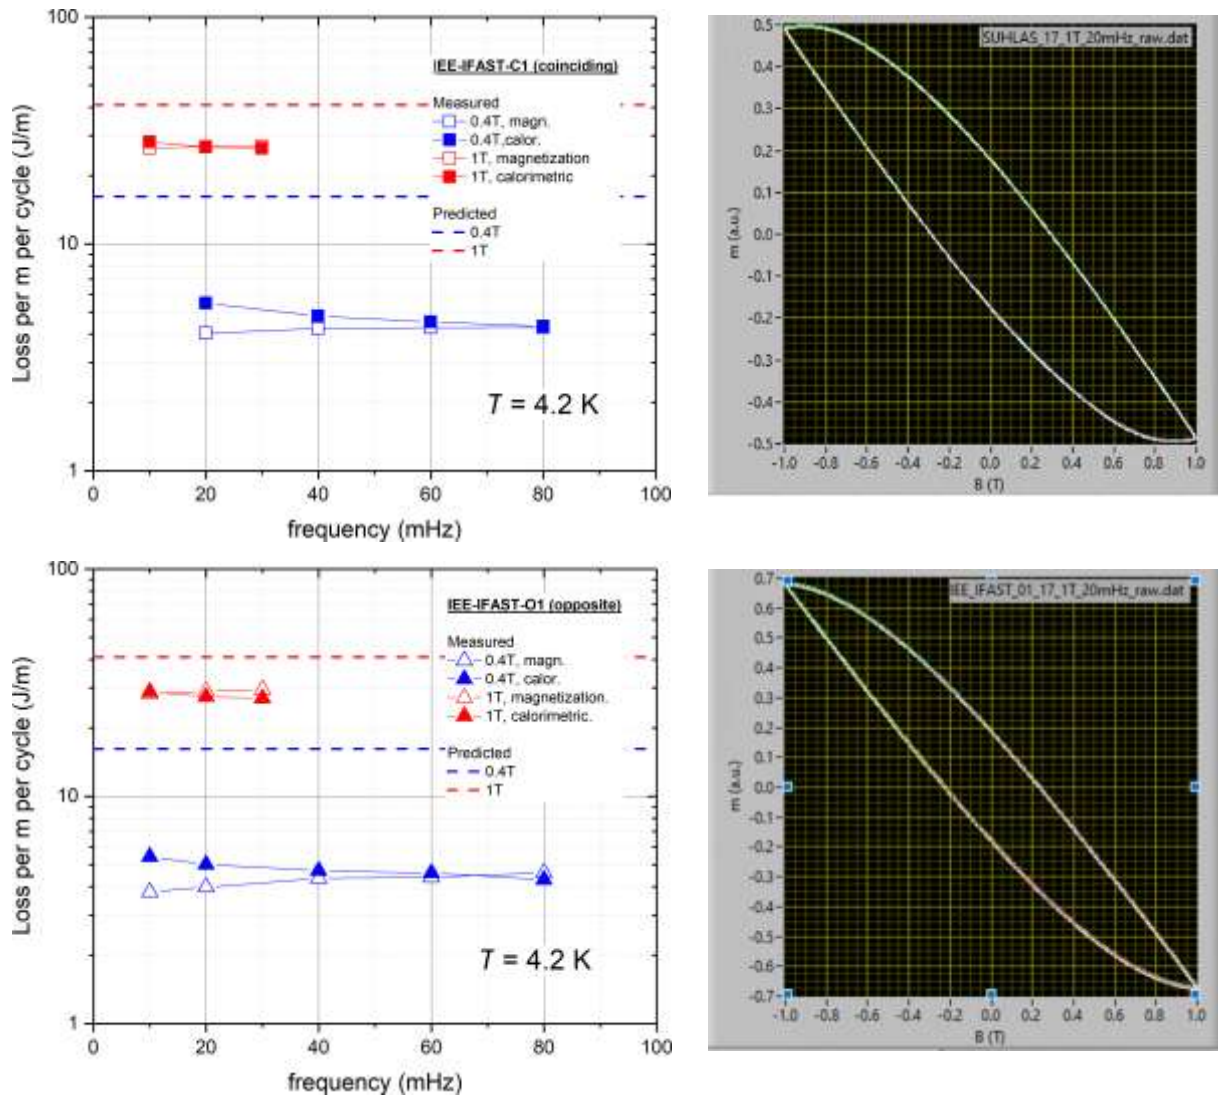 100
10
1
Loss per m per cycle (J/m)
IEE-IFAST-C1 (coinciding)
Measured
0.4T, magn.
0.4T,calor.
1T, magnetization
1T, calorimetric
Predicted
0.4T
1T
T = 4.2 K
0 20 40 60 80 100
frequency (mHz)
SUHLAS_17_1T_20mHz_raw.dat
0.5
0.4
0.3
0.2
0.1
0.0
-0.1
-0.2
-0.3
-0.4
-0.5
m (a.u.)
-1.0 -0.8 -0.6 -0.4 -0.2 0.0 0.2 0.4 0.6 0.8 1.0
B (T)
100
10
1
Loss per m per cycle (J/m)
IEE-IFAST-O1 (opposite)
Measured
0.4T, magn.
0.4T, calor.
1T, magnetization.
1T, calorimetric.
Predicted
0.4T
1T
T = 4.2 K
0 20 40 60 80 100
frequency (mHz)
IEE_IFAST_01_17_1T_20mHz_raw.dat
0.7
0.6
0.5
0.4
0.3
0.2
0.1
0.0
-0.1
-0.2
-0.3
-0.4
-0.5
-0.6
-0.7
m (a.u.)
-1.0 -0.8 -0.6 -0.4 -0.2 0.0 0.2 0.4 0.6 0.8 1.0
B (T)